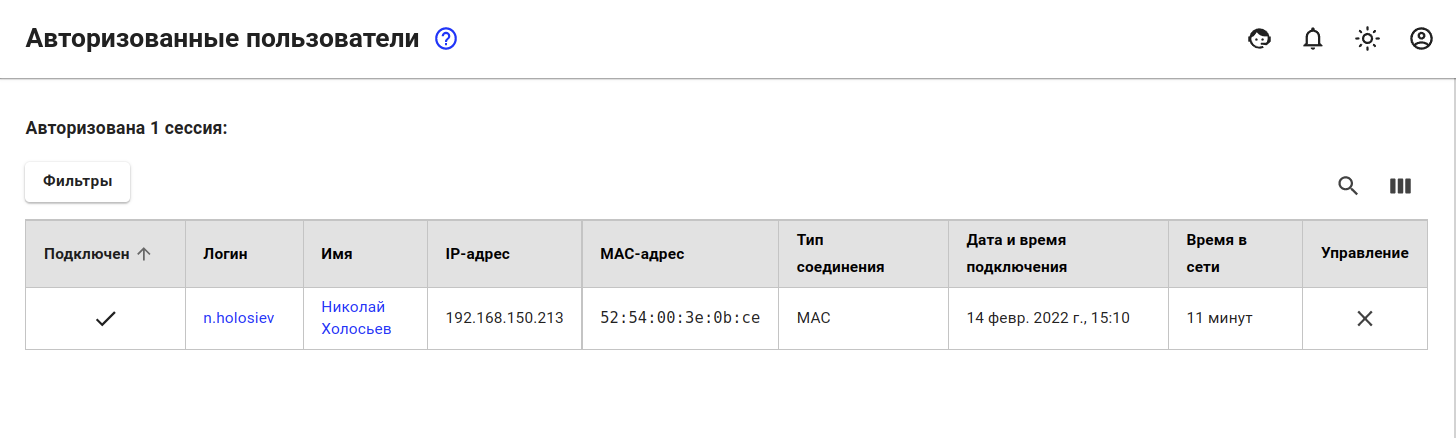 Авторизованные пользователи
Авторизована 1 сессия:
Фильтры
Подключен
Логин
Имя
IP-адрес
MAC-адрес
Тип
соединения
Дата и время
подключения
Время в
сети
Управление
n.holosiev
Николай
Холосьев
192.168.150.213
52:54:00:3e:0b:ce
MAC
14 февр. 2022 г., 15:10
11 минут